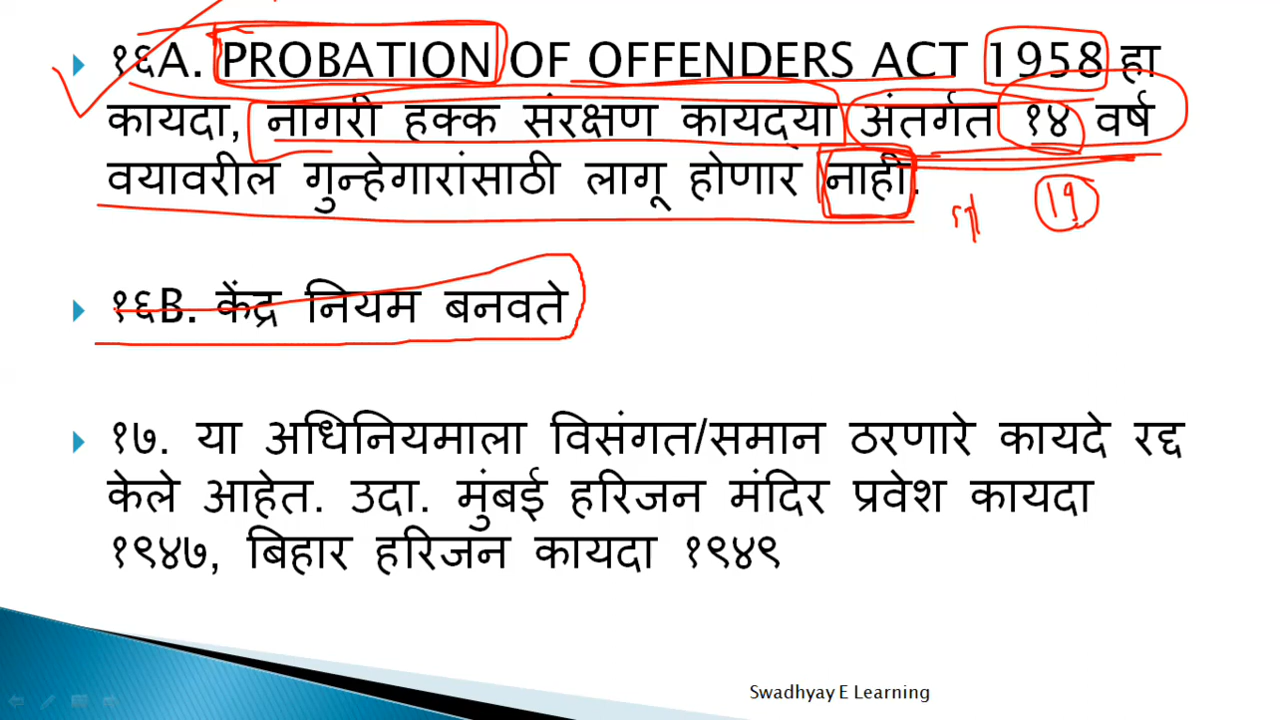 १६A. PROBATION OF OFFENDERS ACT 1958 हा
कायदा, नागरी हक्क संरक्षण कायद्या अंतर्गत १४ वर्ष
वयावरील गुन्हेगारांसाठी लागू होणार नाही.
१६B. केंद्र नियम बनवते
१७. या अधिनियमाला विसंगत/समान ठरणारे कायदे रद्द
केले आहेत. उदा. मुंबई हरिजन मंदिर प्रवेश कायदा
१९४७, बिहार हरिजन कायदा १९४९
Swadhyay E Learning